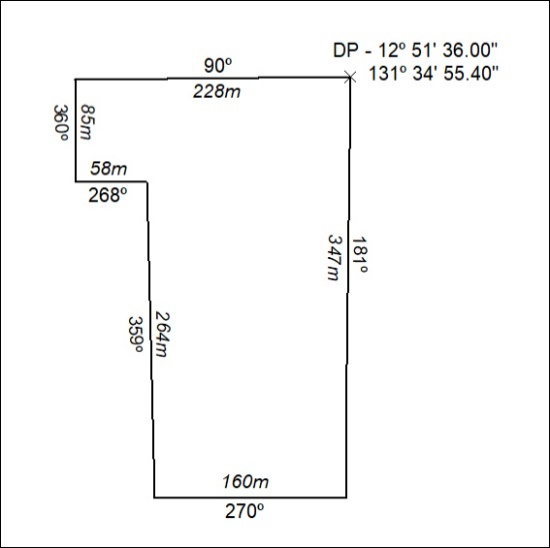 DP - 12º 51' 36.00"
131º 34' 55.40"
90º
228m
85m
360º
58m
268º
181º
347m
264m
359º
160m
270º